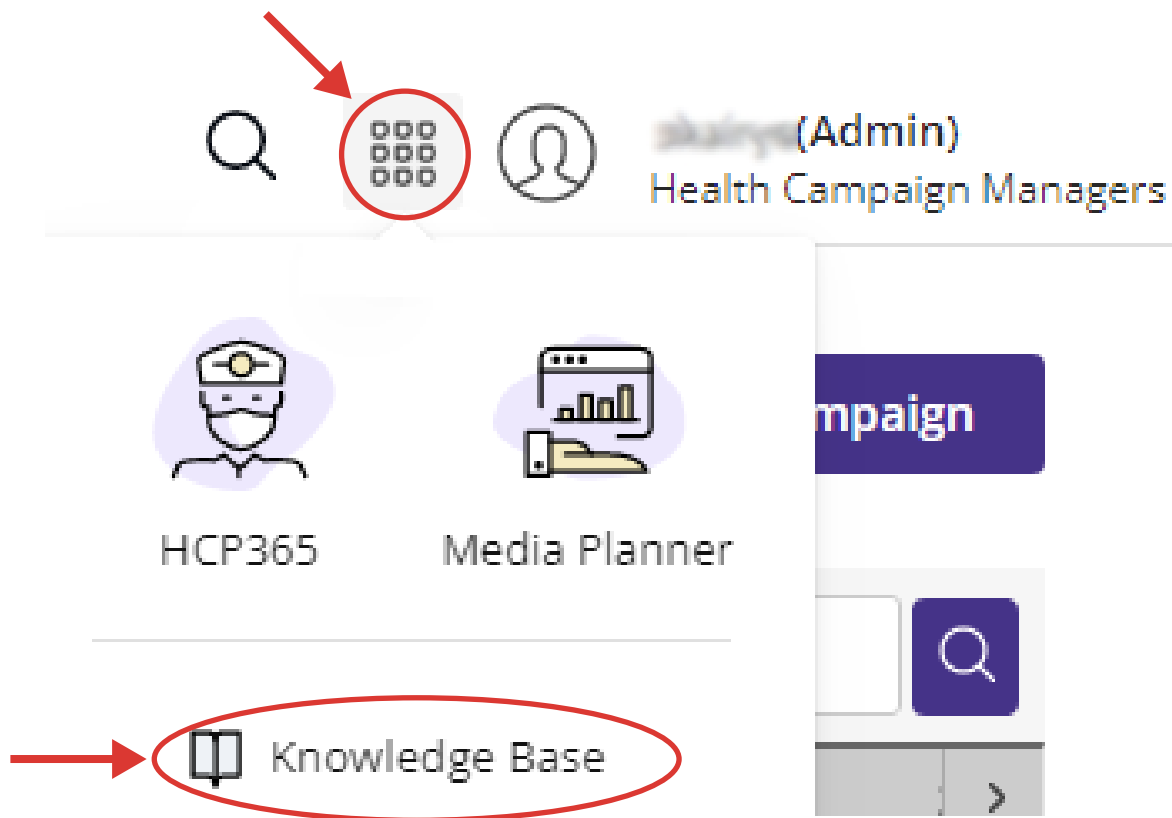 (Admin)
Health Campaign Managers
mpaign
HCP365
Media Planner
Knowledge Base